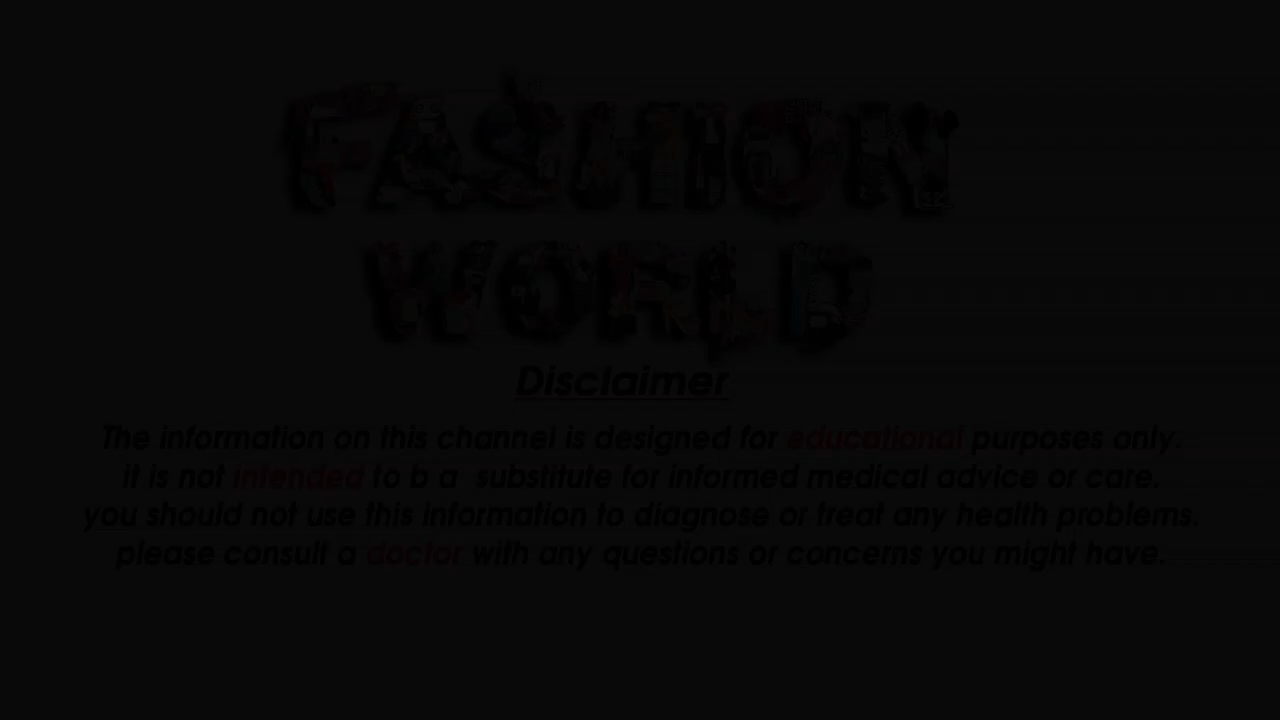 FASHION
WORLD
Disclaimer
The information on this channel is designed for educational purposes only.
it is not intended to b a substitute for informed medical advice or care.
you should not use this information to diagnose or treat any health problems.
please consult a doctor with any questions or concerns you might have.